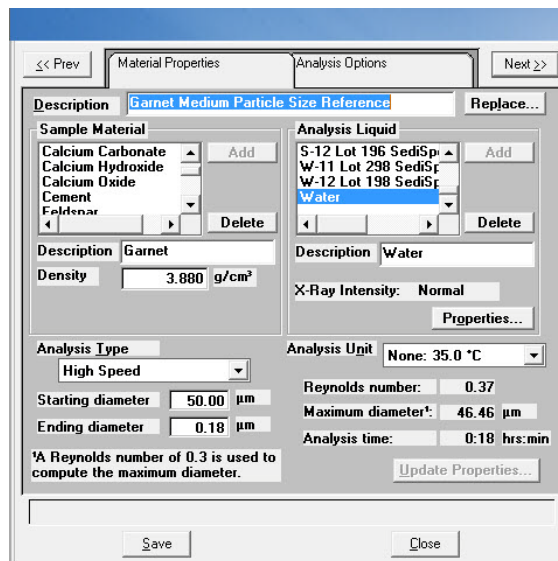 << Prev
Material Properties
Analysis Options
Next >>
Description
Garnet Medium Particle Size Reference
Replace...
Sample Material
Calcium Carbonate
Calcium Hydroxide
Calcium Oxide
Cement
Feldspar
Add
Delete
Description
Garnet
Density
3.880 g/cm³
Analysis Liquid
S-12 Lot 196 SediSp
W-11 Lot 298 SediSp
W-12 Lot 198 SediSp
Water
Add
Delete
Description
Water
X-Ray Intensity: Normal
Properties...
Analysis Type
High Speed
Starting diameter 50.00 µm
Ending diameter 0.18 µm
¹A Reynolds number of 0.3 is used to
compute the maximum diameter.
Analysis Unit
None: 35.0 °C
Reynolds number: 0.37
Maximum diameter¹: 46.46 µm
Analysis time: 0:18 hrs:min
Update Properties...
Save
Close